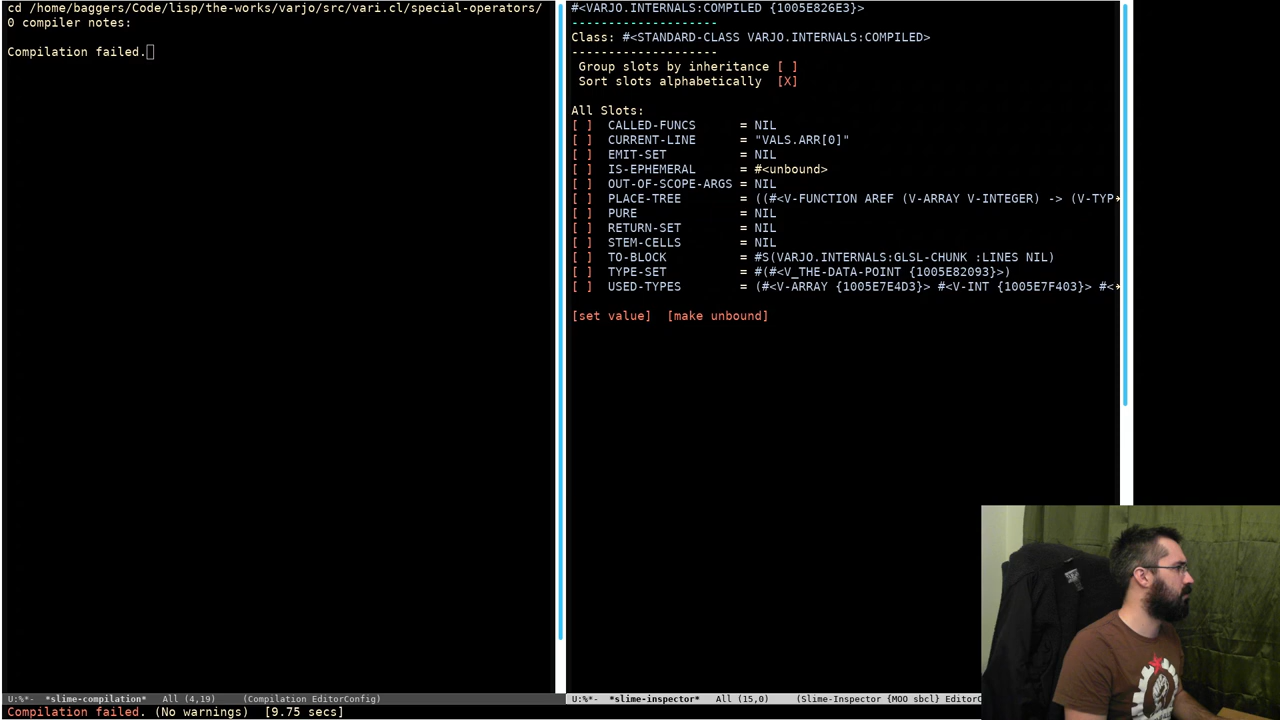 cd /home/baggers/Code/lisp/the-works/varjo/src/vari.cl/special-operators/
0 compiler notes:
Compilation failed.
U:%*-  *slime-compilation*   All (4,19)     (Compilation EditorConfig)
Compilation failed. (No warnings)  [9.75 secs]
#<VARJO.INTERNALS:COMPILED {1005E826E3}>
--------------------
Class: #<STANDARD-CLASS VARJO.INTERNALS:COMPILED>
--------------------
Group slots by inheritance [ ]
Sort slots alphabetically  [X]
All Slots:
[ ]  CALLED-FUNCS      = NIL
[ ]  CURRENT-LINE      = "VALS.ARR[0]"
[ ]  EMIT-SET          = NIL
[ ]  IS-EPHEMERAL      = #<unbound>
[ ]  OUT-OF-SCOPE-ARGS = NIL
[ ]  PLACE-TREE        = ((#<V-FUNCTION AREF (V-ARRAY V-INTEGER) -> (V-TYP
[ ]  PURE              = NIL
[ ]  RETURN-SET        = NIL
[ ]  STEM-CELLS        = NIL
[ ]  TO-BLOCK          = #S(VARJO.INTERNALS:GLSL-CHUNK :LINES NIL)
[ ]  TYPE-SET          = #(#<V_THE-DATA-POINT {1005E82093}>)
[ ]  USED-TYPES        = (#<V-ARRAY {1005E7E4D3}> #<V-INT {1005E7F403}> #<
[set value]  [make unbound]
U:%*-  *slime-inspector*   All (15,0)     (Slime-Inspector {MOO sbcl} EditorC